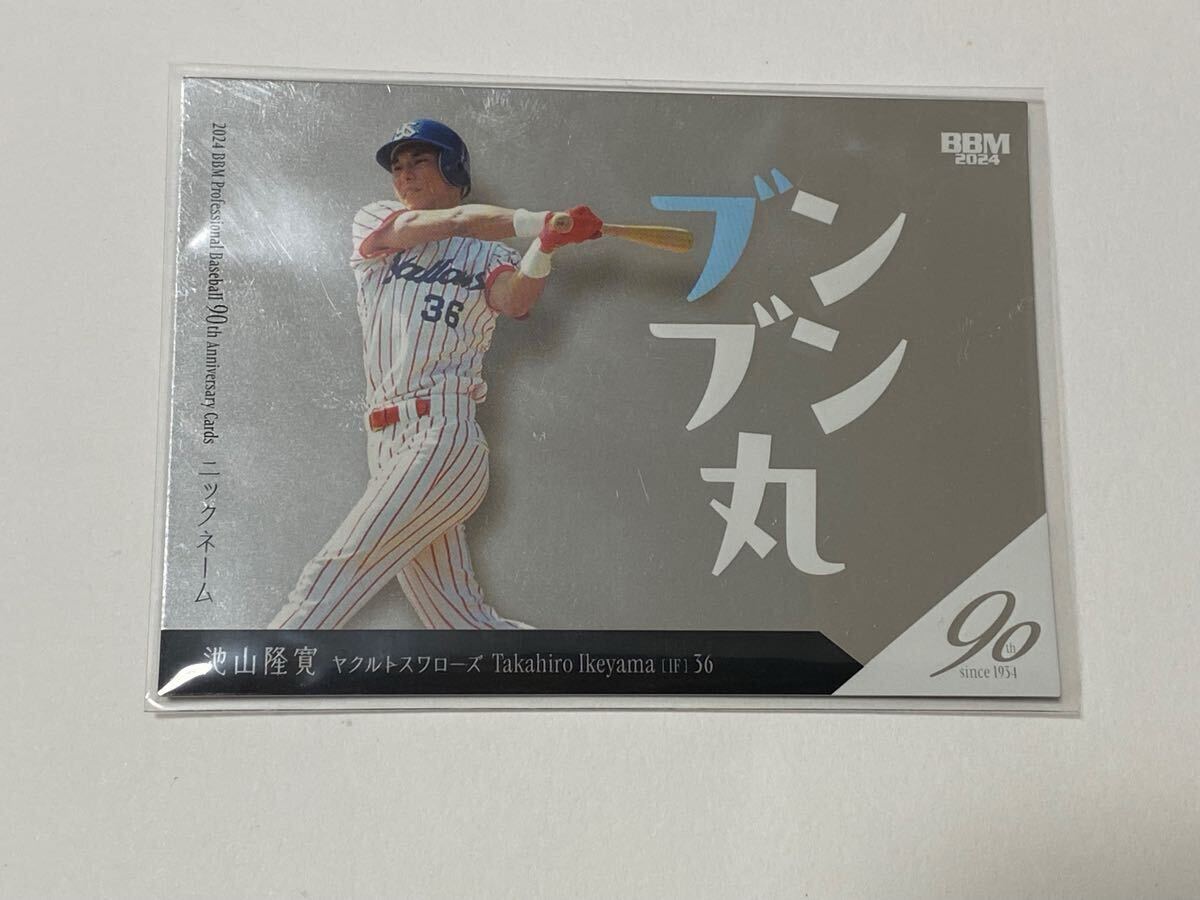 2024 BBM Professional Baseball 90th Anniversary Cards ニックネーム
BBM
2024
ブン
ブン
丸
Yakult Swallows
36
池山隆寛 ヤクルトスワローズ Takahiro Ikeyama [IF] 36
90th
since 1934